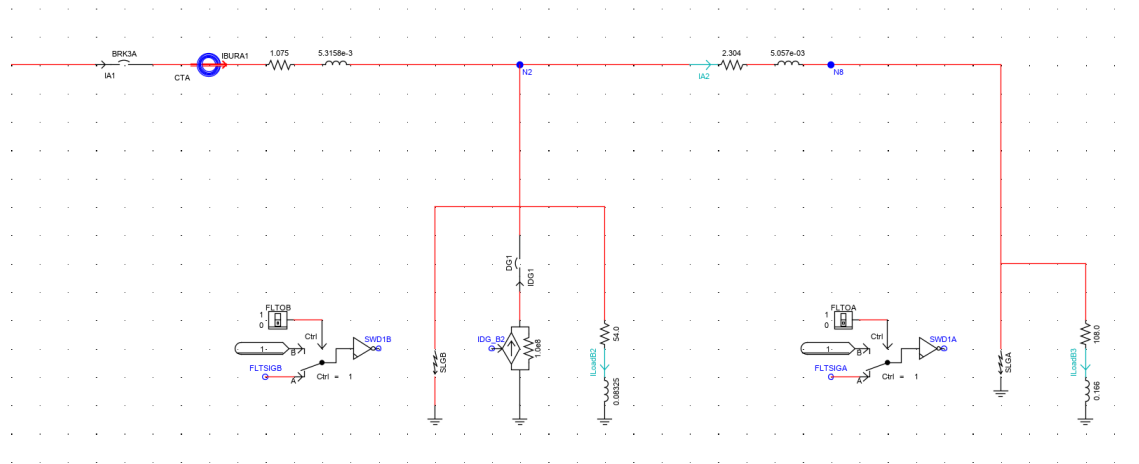 BRK3A
IBURA1
1.075
5.3158e-3
2.304
5.057e-03
IA1
CTA
N2
IA2
N8
DG1
IDG1
FLTOB
1
0
Ctrl
1
B
SWD1B
FLTSIGB
A
Ctrl = 1
SLGB
IDG_B2
1.0e8
54.0
ILoadB2
0.08325
FLTOA
1
0
Ctrl
1
B
SWD1A
FLTSIGA
A
Ctrl = 1
SLGA
108.0
ILoadB3
0.166